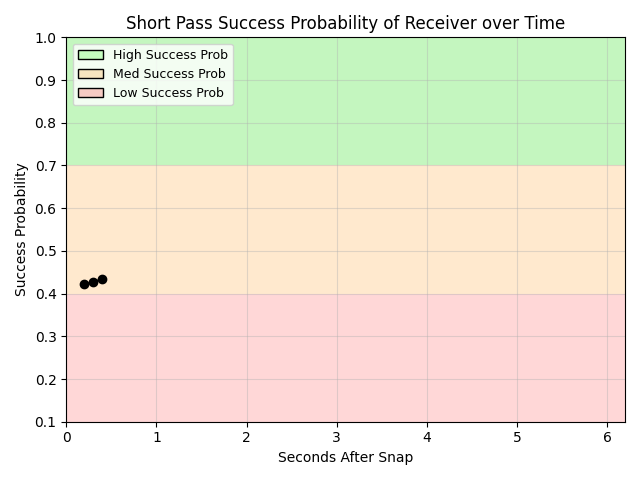 Short Pass Success Probability of Receiver over Time
High Success Prob
Med Success Prob
Low Success Prob
Success Probability
1.0
0.9
0.8
0.7
0.6
0.5
0.4
0.3
0.2
0.1
0 1 2 3 4 5 6
Seconds After Snap